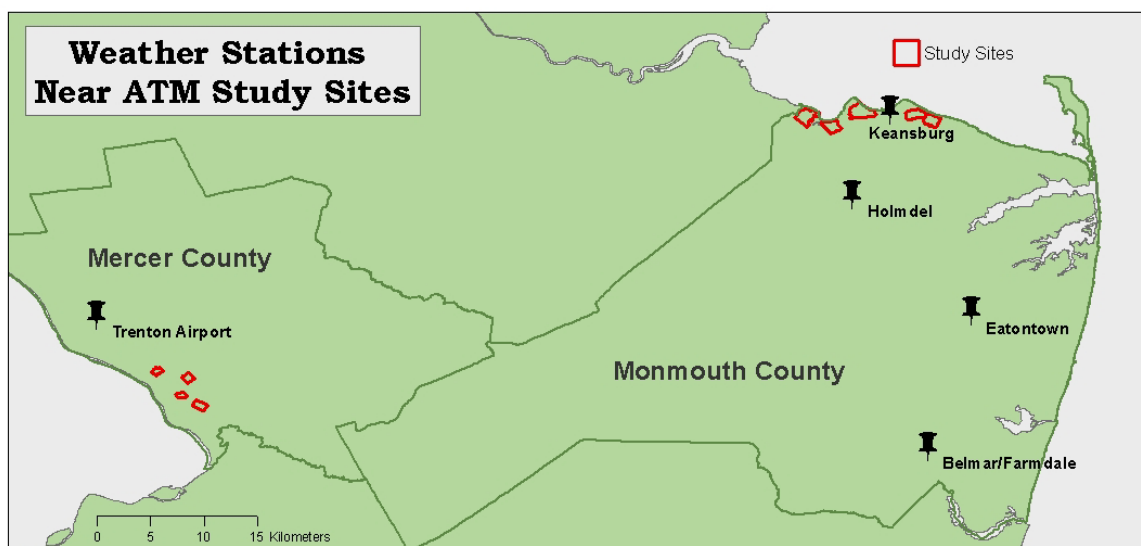 Weather Stations
Near ATM Study Sites
Study Sites
Keansburg
Holmdel
Mercer County
Trenton Airport
Eatontown
Monmouth County
Belmar/Farmdale
0 5 10 15 Kilometers